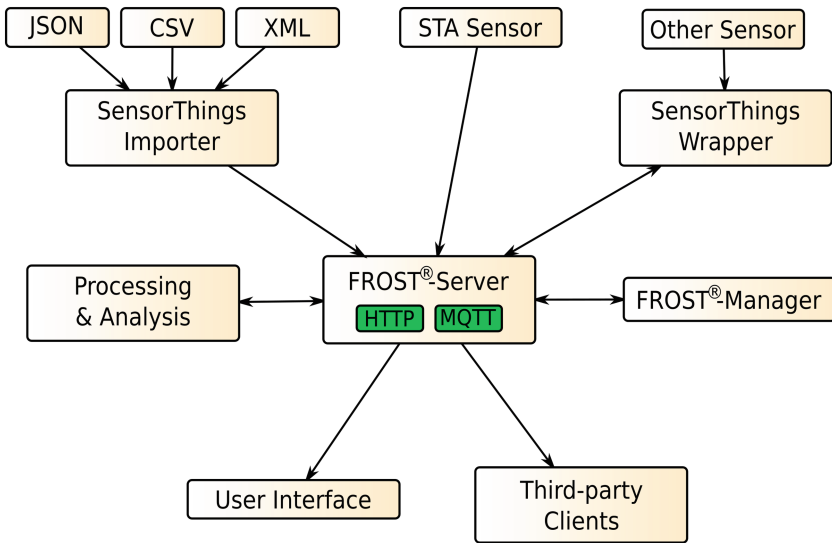 JSON
CSV
XML
STA Sensor
Other Sensor
SensorThings
Importer
SensorThings
Wrapper
Processing
& Analysis
FROST®-Server
HTTP
MQTT
FROST®-Manager
User Interface
Third-party
Clients